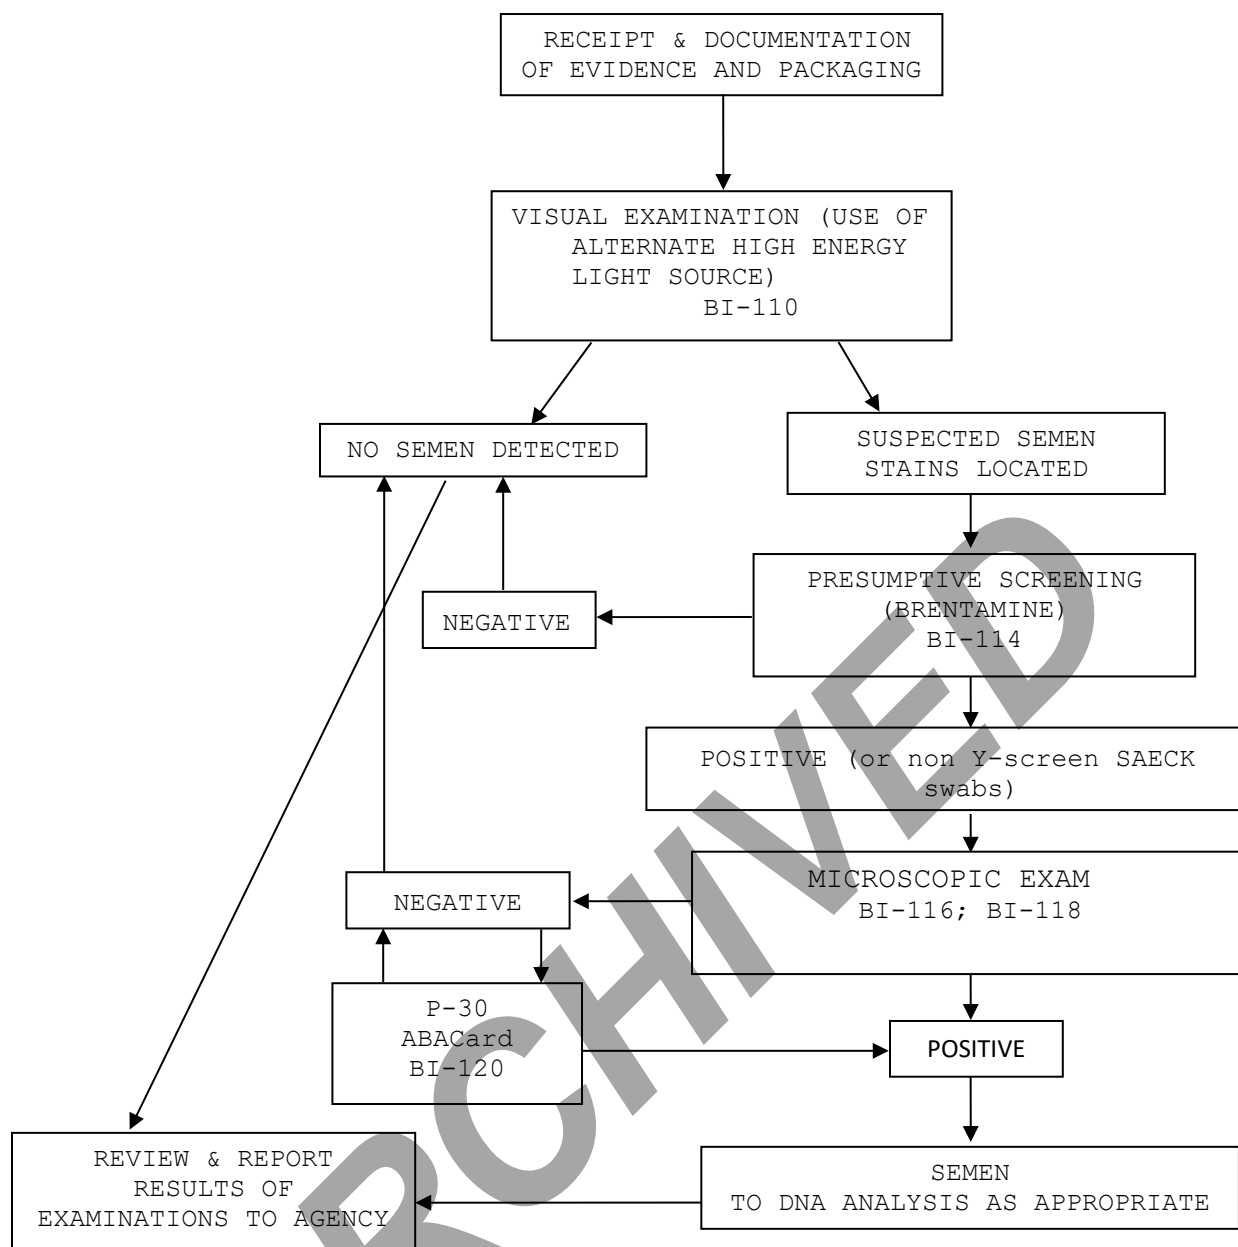 RECEIPT & DOCUMENTATION
OF EVIDENCE AND PACKAGING
VISUAL EXAMINATION (USE OF
ALTERNATE HIGH ENERGY
LIGHT SOURCE)
BI-110
NO SEMEN DETECTED
SUSPECTED SEMEN
STAINS LOCATED
PRESUMPTIVE SCREENING
(BRENTAMINE)
BI-114
NEGATIVE
POSITIVE (or non Y-screen SAECK
swabs)
MICROSCOPIC EXAM
BI-116; BI-118
NEGATIVE
P-30
ABACard
BI-120
POSITIVE
REVIEW & REPORT
RESULTS OF
EXAMINATIONS TO AGENCY
SEMEN
TO DNA ANALYSIS AS APPROPRIATE
RCHIVED